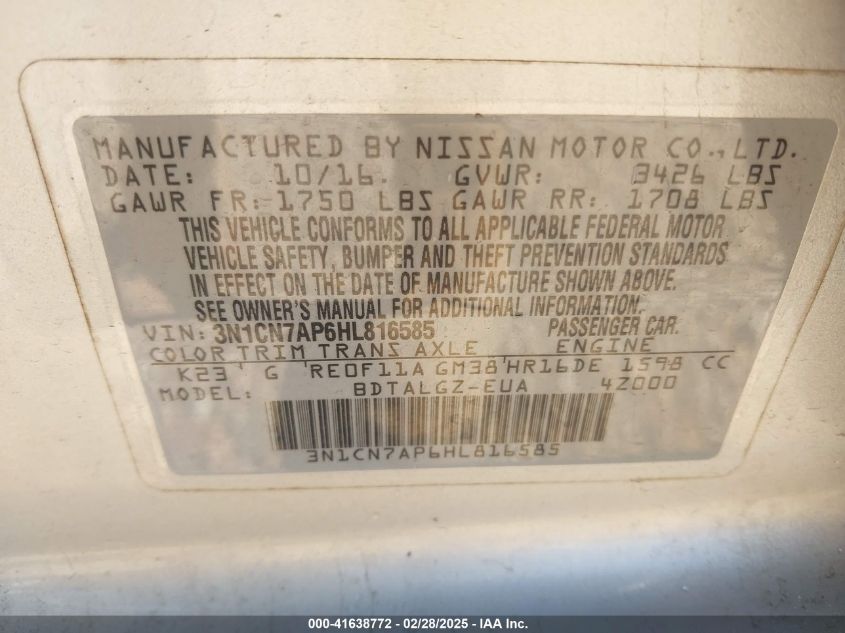 MANUFACTURED BY NISSAN MOTOR CO., LTD.
DATE: 10/16. GVWR: 3426 LBS
GAWR FR: 1750 LBS GAWR RR: 1708 LBS
THIS VEHICLE CONFORMS TO ALL APPLICABLE FEDERAL MOTOR
VEHICLE SAFETY, BUMPER AND THEFT PREVENTION STANDARDS
IN EFFECT ON THE DATE OF MANUFACTURE SHOWN ABOVE.
SEE OWNER'S MANUAL FOR ADDITIONAL INFORMATION.
VIN: 3N1CN7AP6HL816585 PASSENGER CAR.
COLOR TRIM TRANS AXLE ENGINE
K23 G RE0F11A GM38 HR16DE 1598 CC
MODEL: BDTALGZ-EUA 4Z000
3N1CN7AP6HL816585
000-41638772 - 02/28/2025 - IAA Inc.